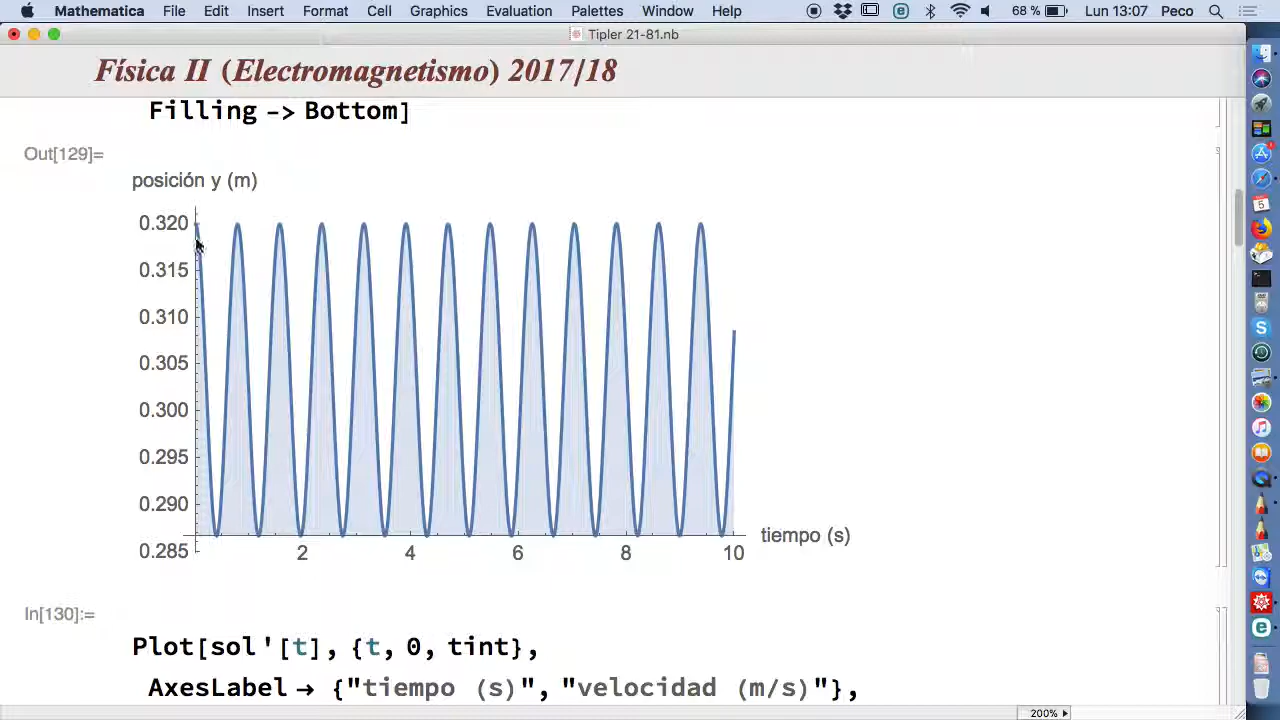 Mathematica File Edit Insert Format Cell Graphics Evaluation Palettes Window Help 68 % Lun 13:07 Peco
Tipler 21-81.nb
Física II (Electromagnetismo) 2017/18
Filling -> Bottom]
Out[129]=
posición y (m)
0.320
0.315
0.310
0.305
0.300
0.295
0.290
0.285
2 4 6 8 10
tiempo (s)
In[130]:=
Plot[sol'[t], {t, 0, tint},
AxesLabel → {"tiempo (s)", "velocidad (m/s)"},
200%